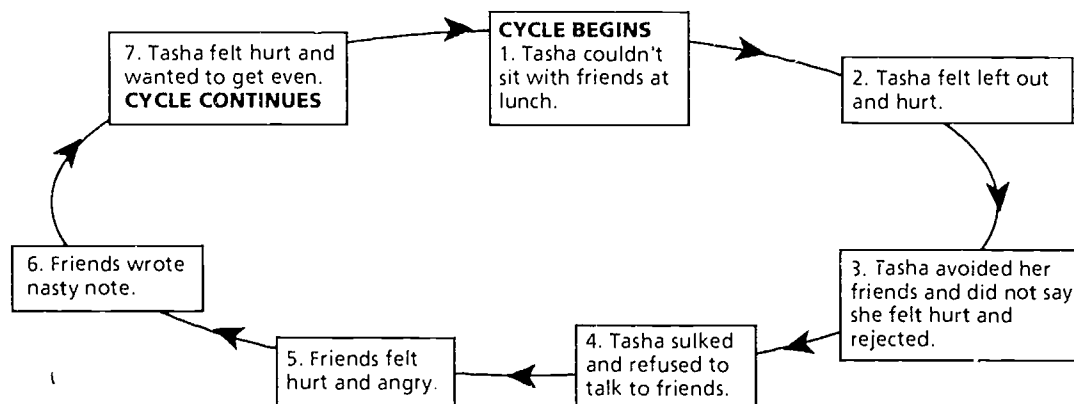 CYCLE BEGINS
1. Tasha couldn't
sit with friends at
lunch.
2. Tasha felt left out
and hurt.
3. Tasha avoided her
friends and did not say
she felt hurt and
rejected.
4. Tasha sulked
and refused to
talk to friends.
5. Friends felt
hurt and angry.
6. Friends wrote
nasty note.
7. Tasha felt hurt and
wanted to get even.
CYCLE CONTINUES